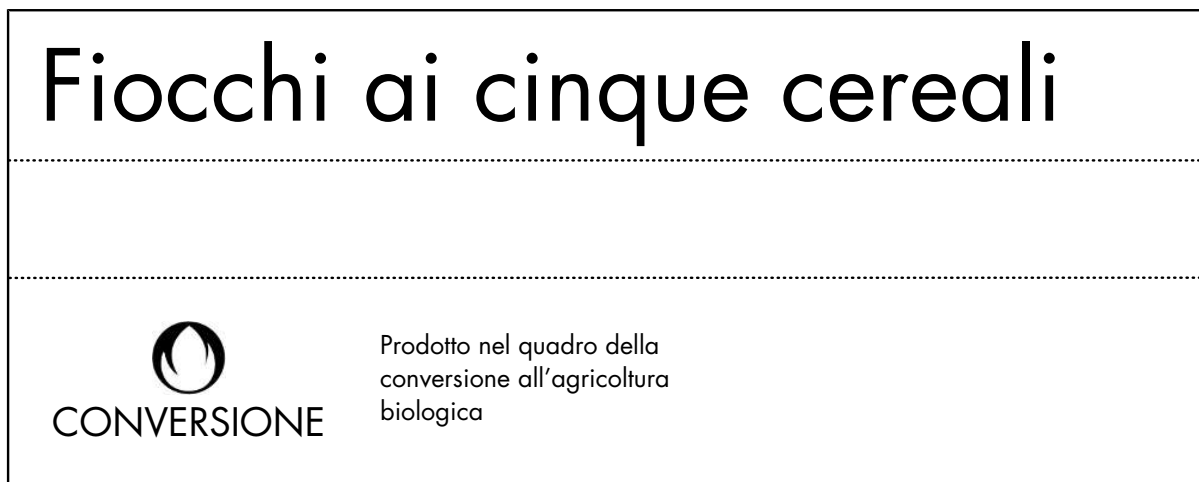 Fiocchi ai cinque cereali
CONVERSIONE
Prodotto nel quadro della
conversione all’agricoltura
biologica